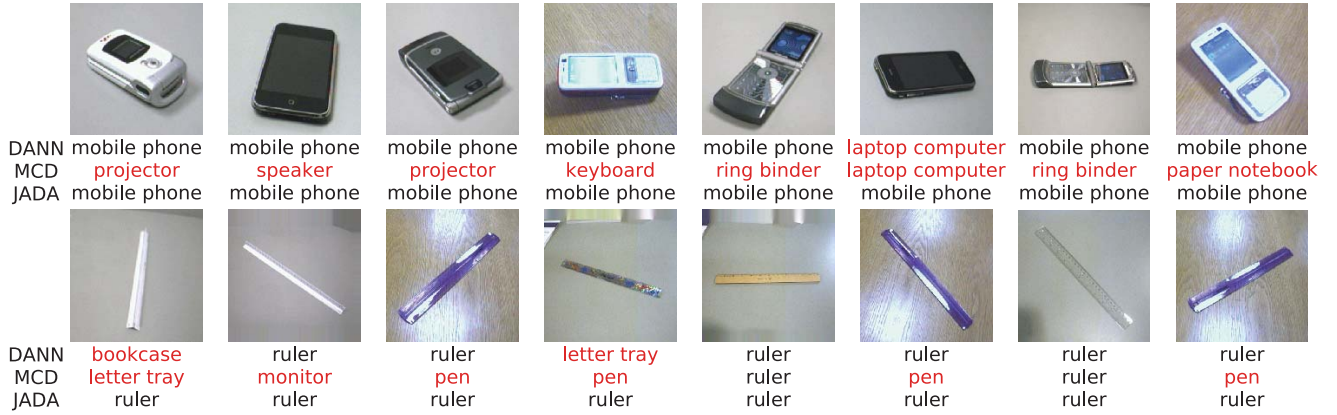 DANN mobile phone mobile phone mobile phone mobile phone mobile phone laptop computer mobile phone mobile phone
MCD projector speaker projector keyboard ring binder laptop computer ring binder paper notebook
JADA mobile phone mobile phone mobile phone mobile phone mobile phone mobile phone mobile phone mobile phone
DANN bookcase ruler ruler letter tray ruler ruler ruler ruler
MCD letter tray monitor pen pen ruler pen ruler pen
JADA ruler ruler ruler ruler ruler ruler ruler ruler